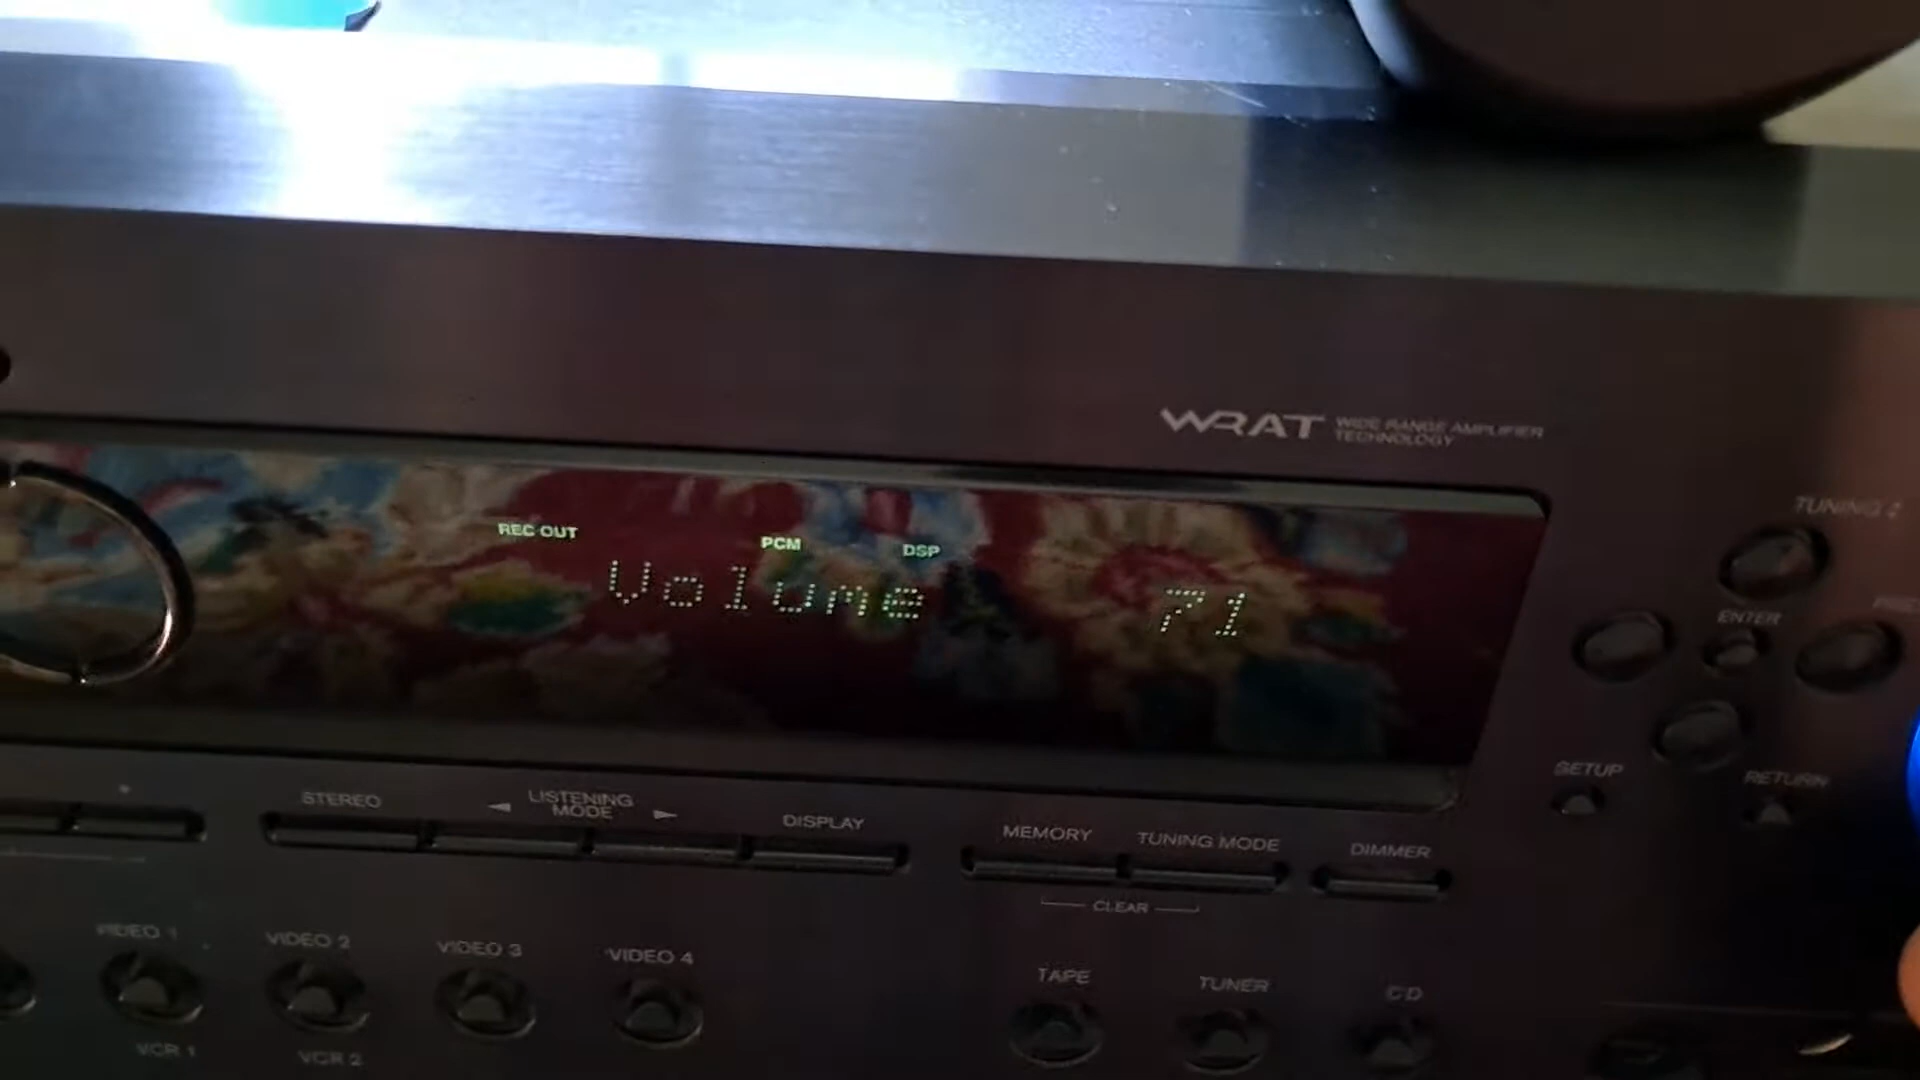 WRAT WIDE RANGE AMPLIFIER
TECHNOLOGY
TUNING
REC OUT PCM DSP
Volume 71
ENTER
SETUP
RETURN
STEREO
LISTENING
MODE
DISPLAY
MEMORY
TUNING MODE
DIMMER
CLEAR
VIDEO 1
VIDEO 2
VIDEO 3
VIDEO 4
TAPE
TUNER
CD
VCR 1
VCR 2